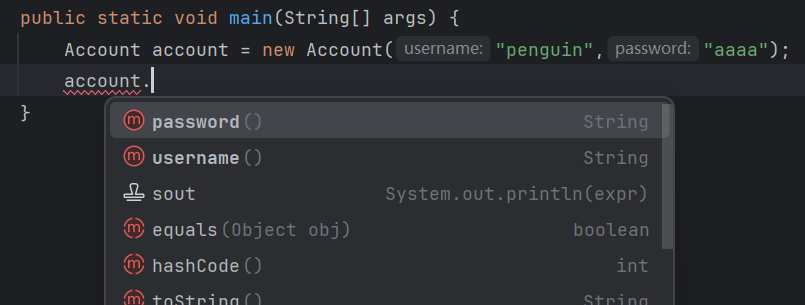 public static void main(String[] args) {
Account account = new Account( username: "penguin", password: "aaaa");
account.
}
m password() String
m username() String
sout System.out.println(expr)
m equals(Object obj) boolean
m hashCode() int
m toString() String